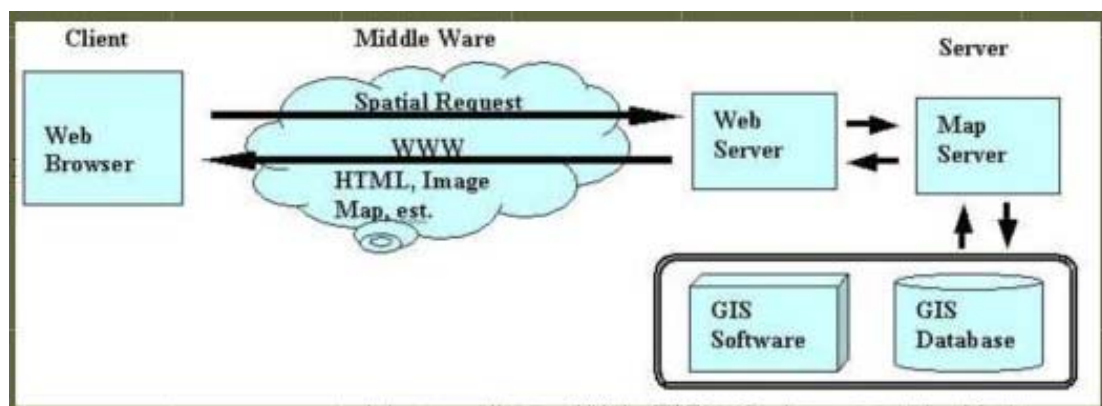 Client
Middle Ware
Server
Web
Browser
Spatial Request
WWW
HTML, Image
Map, est.
Web
Server
Map
Server
GIS
Software
GIS
Database